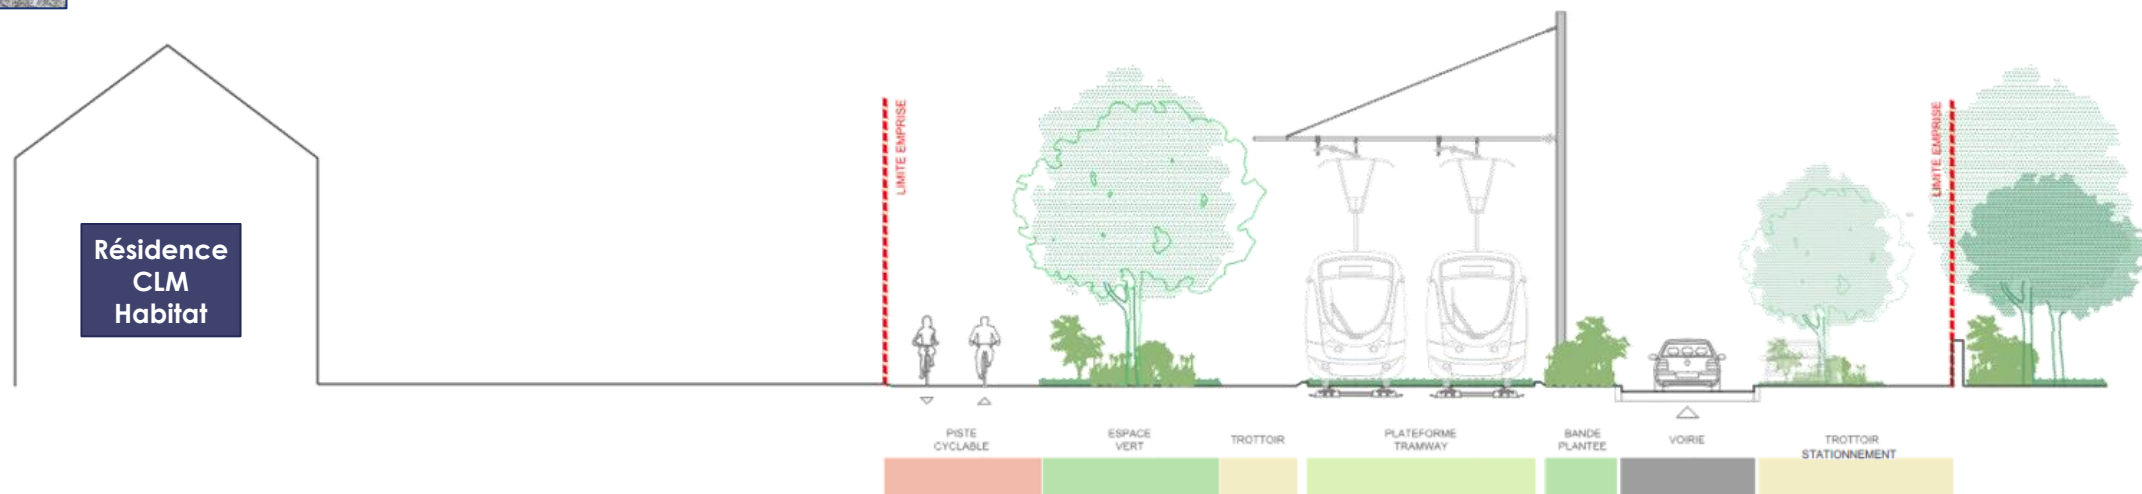 Résidence
CLM
Habitat
LIMITE EMPRISE
LIMITE EMPRISE
PISTE
CYCLABLE
ESPACE
VERT
TROTTOIR
PLATEFORME
TRAMWAY
BANDE
PLANTEE
VOIRIE
TROTTOIR
STATIONNEMENT